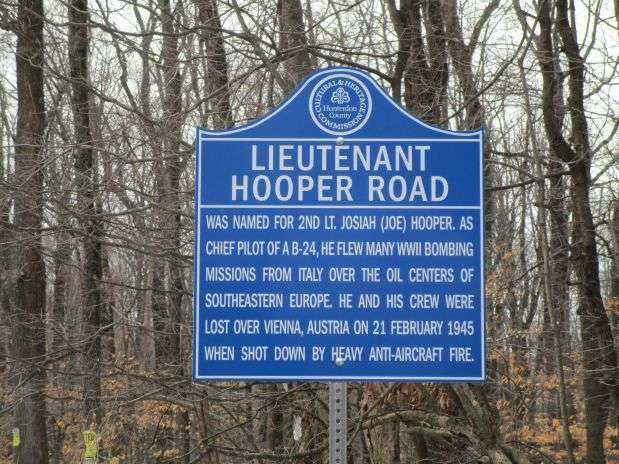 CULTURAL & HERITAGE
Hunterdon
County
COMMISSION
LIEUTENANT
HOOPER ROAD
WAS NAMED FOR 2ND LT. JOSIAH (JOE) HOOPER. AS
CHIEF PILOT OF A B-24, HE FLEW MANY WWII BOMBING
MISSIONS FROM ITALY OVER THE OIL CENTERS OF
SOUTHEASTERN EUROPE. HE AND HIS CREW WERE
LOST OVER VIENNA, AUSTRIA ON 21 FEBRUARY 1945
WHEN SHOT DOWN BY HEAVY ANTI-AIRCRAFT FIRE.